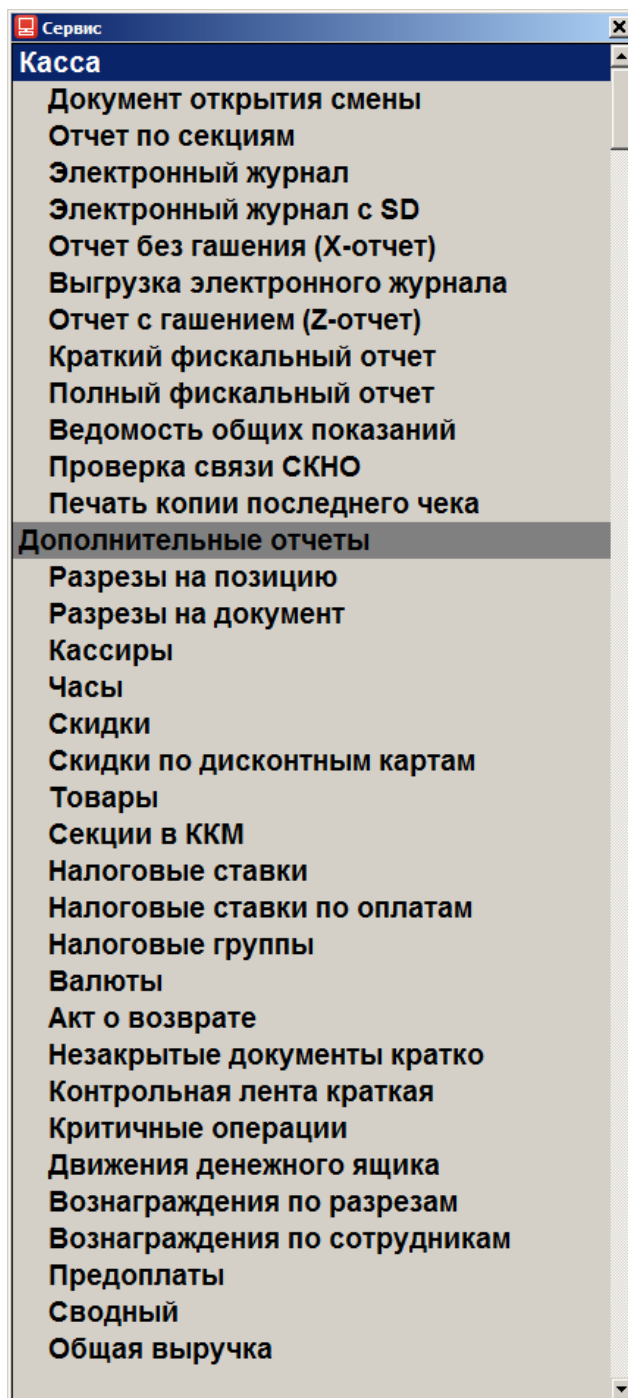 Сервис
Касса
Документ открытия смены
Отчет по секциям
Электронный журнал
Электронный журнал с SD
Отчет без гашения (X-отчет)
Выгрузка электронного журнала
Отчет с гашением (Z-отчет)
Краткий фискальный отчет
Полный фискальный отчет
Ведомость общих показаний
Проверка связи СКНО
Печать копии последнего чека
Дополнительные отчеты
Разрезы на позицию
Разрезы на документ
Кассиры
Часы
Скидки
Скидки по дисконтным картам
Товары
Секции в ККМ
Налоговые ставки
Налоговые ставки по оплатам
Налоговые группы
Валюты
Акт о возврате
Незакрытые документы кратко
Контрольная лента краткая
Критичные операции
Движения денежного ящика
Вознаграждения по разрезам
Вознаграждения по сотрудникам
Предоплаты
Сводный
Общая выручка